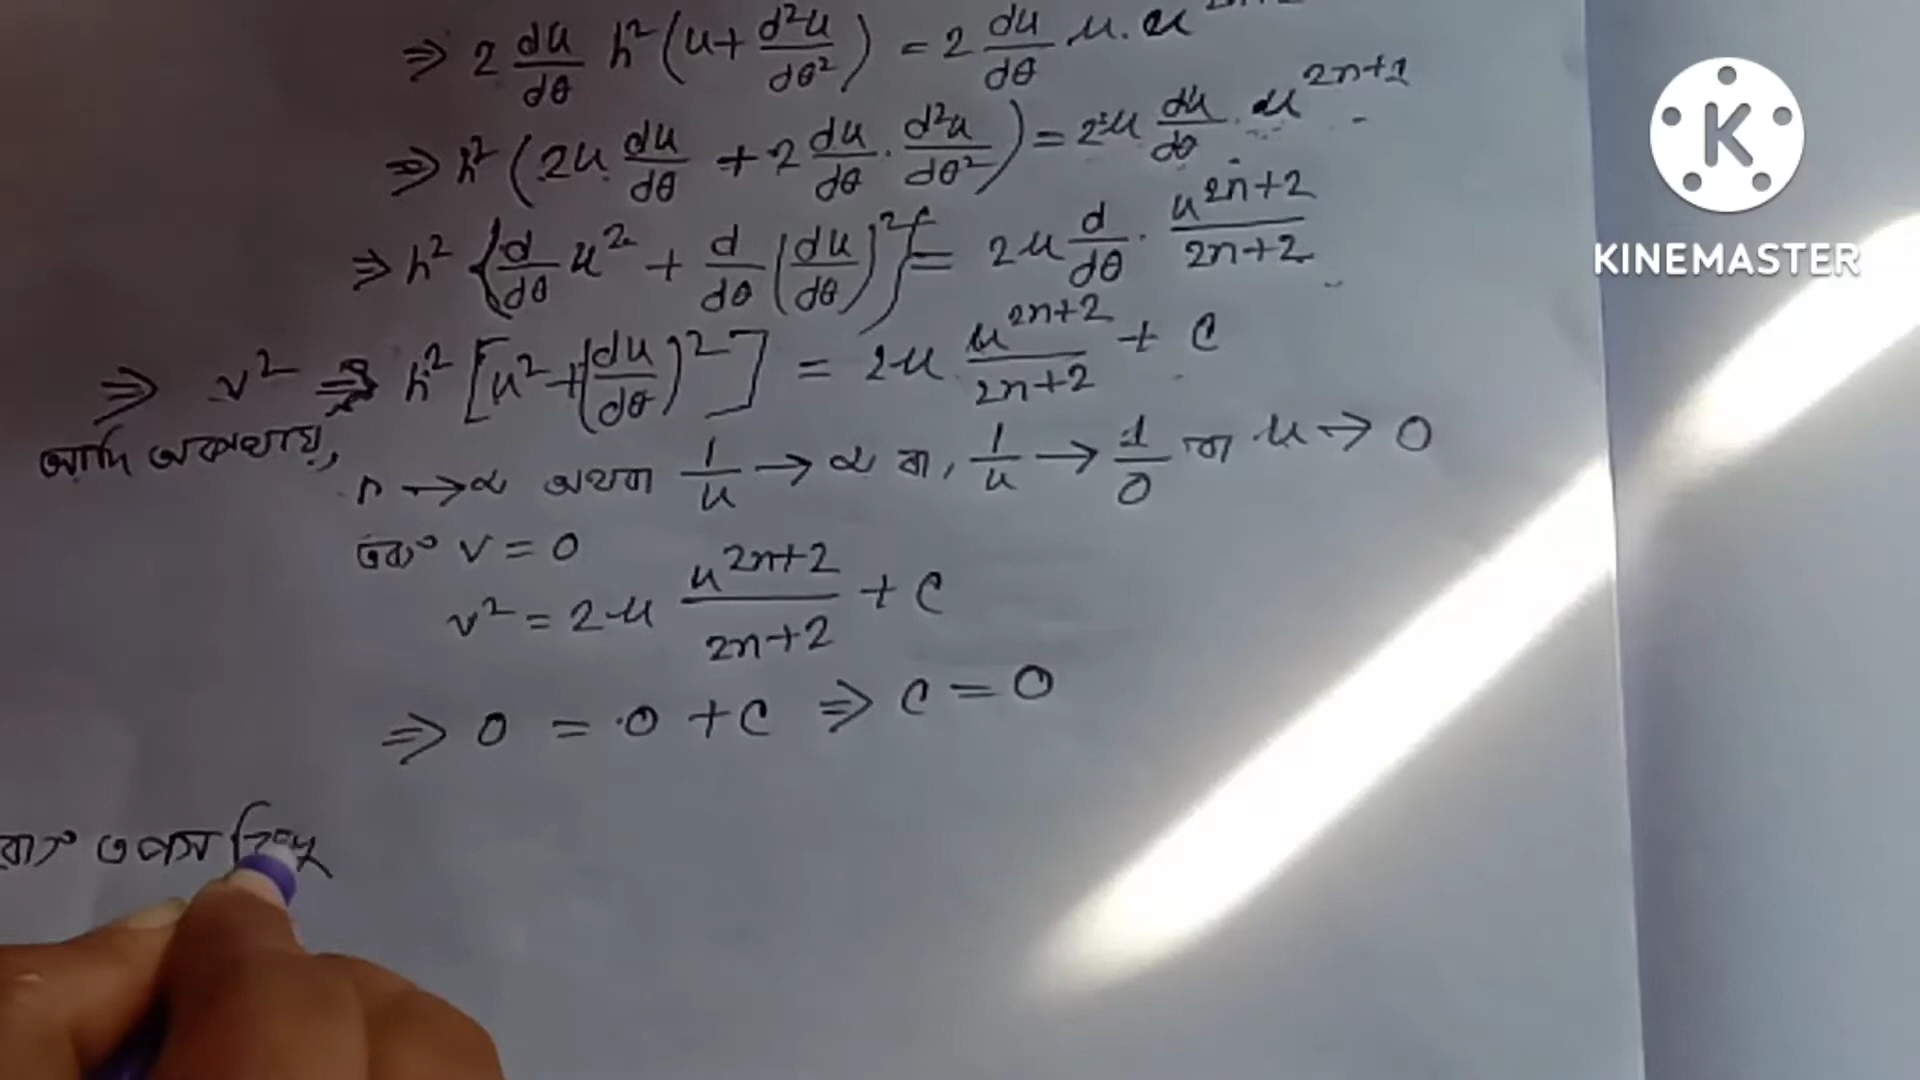 ⇒ 2 du/dθ h²(u + d²u/dθ²) = 2 du/dθ μ. u
⇒ h²(2u du/dθ + 2 du/dθ . d²u/dθ²) = 2μ du/dθ . u^2n+1
⇒ h² {d/dθ u² + d/dθ (du/dθ)²} = 2μ d/dθ . u^2n+2/2n+2
⇒ v² = h² [u² + (du/dθ)²] = 2μ u^2n+2/2n+2 + c
আদি অবস্থায়,
r → ∝ অথবা 1/u → ∝ বা, 1/u → 1/0 বা u → 0
এবং v = 0
v² = 2μ u^2n+2/2n+2 + c
⇒ 0 = 0 + c ⇒ c = 0
K
KINEMASTER